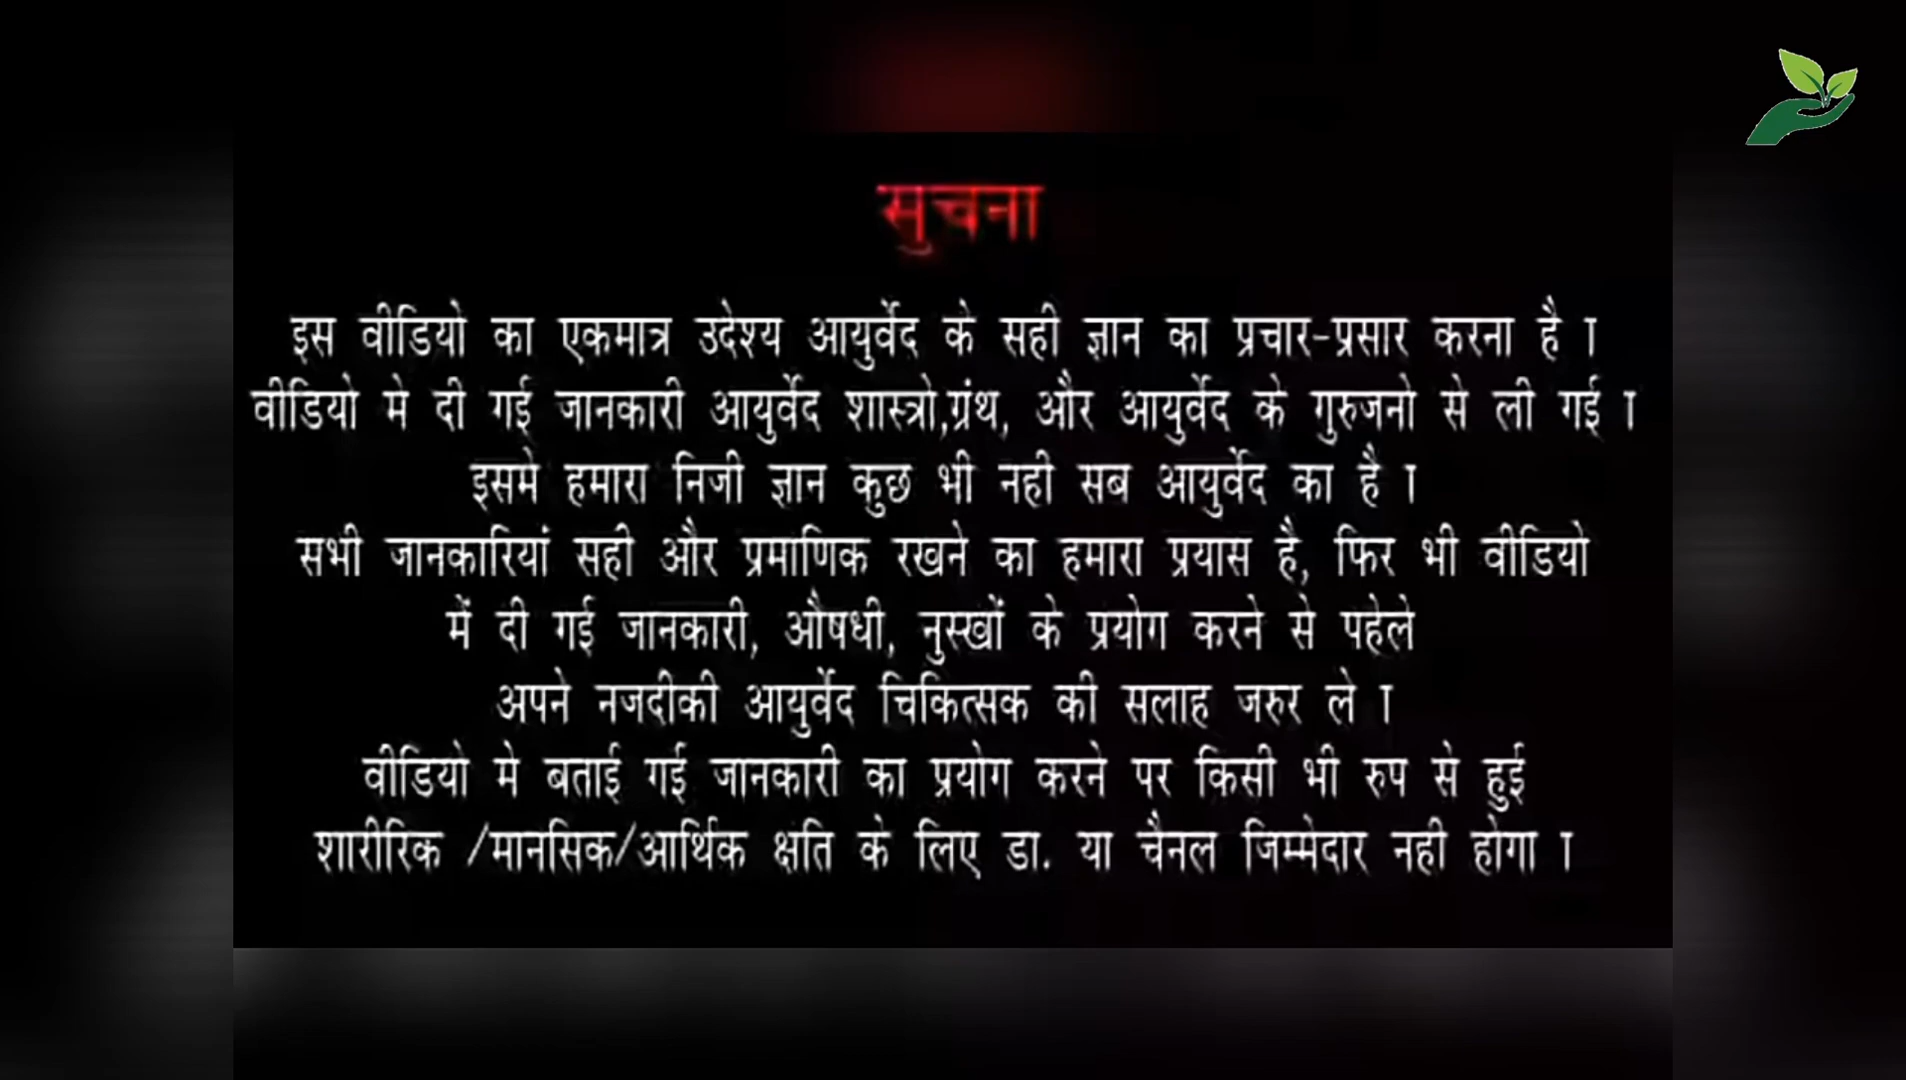 सुचना
इस वीडियो का एकमात्र उदेश्य आयुर्वेद के सही ज्ञान का प्रचार-प्रसार करना है ।
वीडियो मे दी गई जानकारी आयुर्वेद शास्त्रो,ग्रंथ, और आयुर्वेद के गुरुजनो से ली गई ।
इसमे हमारा निजी ज्ञान कुछ भी नही सब आयुर्वेद का है ।
सभी जानकारियां सही और प्रमाणिक रखने का हमारा प्रयास है, फिर भी वीडियो
में दी गई जानकारी, औषधी, नुस्खों के प्रयोग करने से पहेले
अपने नजदीकी आयुर्वेद चिकित्सक की सलाह जरुर ले ।
वीडियो मे बताई गई जानकारी का प्रयोग करने पर किसी भी रुप से हुई
शारीरिक /मानसिक/आर्थिक क्षति के लिए डा. या चैनल जिम्मेदार नही होगा ।